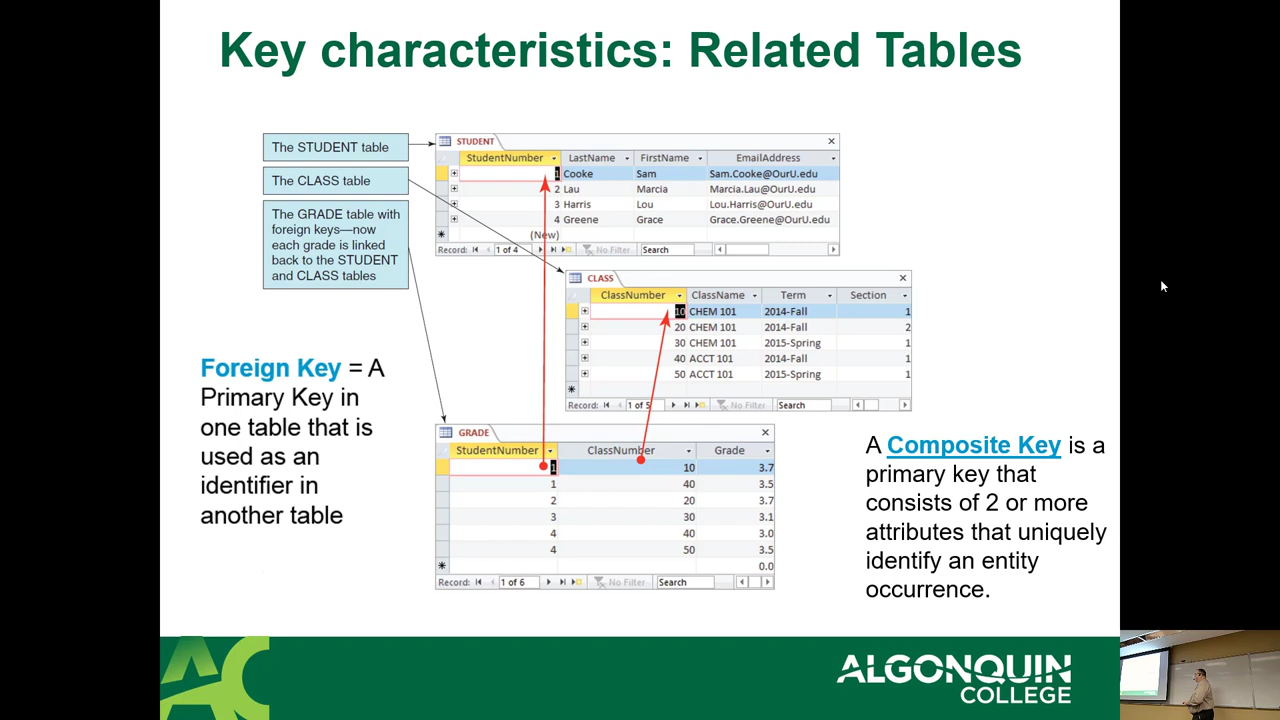 Key characteristics: Related Tables
The STUDENT table
The CLASS table
The GRADE table with
foreign keys—now
each grade is linked
back to the STUDENT
and CLASS tables
STUDENT
StudentNumber LastName FirstName EmailAddress
1 Cooke Sam Sam.Cooke@OurU.edu
2 Lau Marcia Marcia.Lau@OurU.edu
3 Harris Lou Lou.Harris@OurU.edu
4 Greene Grace Grace.Greene@OurU.edu
(New)
Record: 1 of 4 No Filter Search
CLASS
ClassNumber ClassName Term Section
10 CHEM 101 2014-Fall 1
20 CHEM 101 2014-Fall 2
30 CHEM 101 2015-Spring 1
40 ACCT 101 2014-Fall 1
50 ACCT 101 2015-Spring 1
Record: 1 of 5 No Filter Search
GRADE
StudentNumber ClassNumber Grade
1 10 3.7
1 40 3.5
2 20 3.7
3 30 3.1
4 40 3.0
4 50 3.5
0.0
Record: 1 of 6 No Filter Search
Foreign Key = A
Primary Key in
one table that is
used as an
identifier in
another table
A Composite Key is a
primary key that
consists of 2 or more
attributes that uniquely
identify an entity
occurrence.
AC
ALGONQUIN
COLLEGE